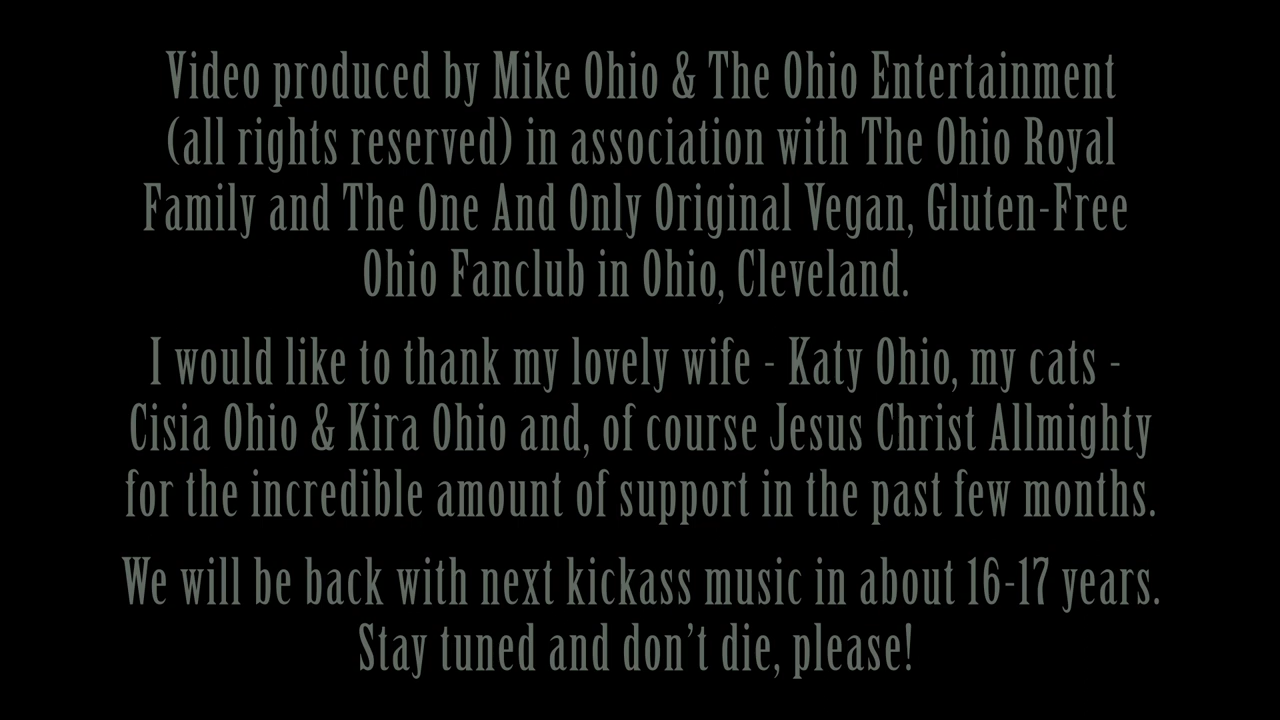 Video produced by Mike Ohio & The Ohio Entertainment
(all rights reserved) in association with The Ohio Royal
Family and The One And Only Original Vegan, Gluten-Free
Ohio Fanclub in Ohio, Cleveland.
I would like to thank my lovely wife - Katy Ohio, my cats -
Cisia Ohio & Kira Ohio and, of course Jesus Christ Allmighty
for the incredible amount of support in the past few months.
We will be back with next kickass music in about 16-17 years.
Stay tuned and don’t die, please!